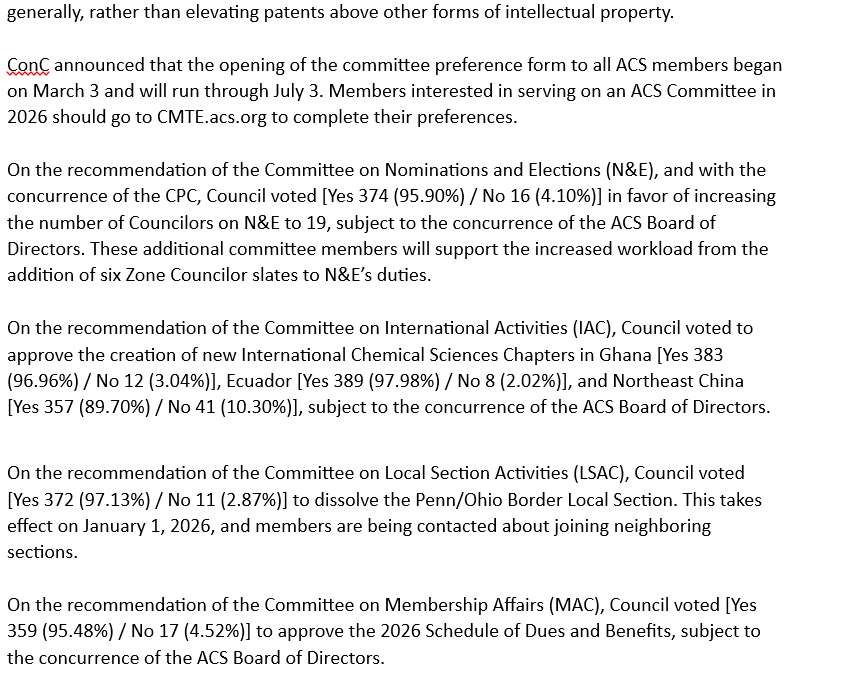 generally, rather than elevating patents above other forms of intellectual property.
ConC announced that the opening of the committee preference form to all ACS members began
on March 3 and will run through July 3. Members interested in serving on an ACS Committee in
2026 should go to CMTE.acs.org to complete their preferences.
On the recommendation of the Committee on Nominations and Elections (N&E), and with the
concurrence of the CPC, Council voted [Yes 374 (95.90%) / No 16 (4.10%)] in favor of increasing
the number of Councilors on N&E to 19, subject to the concurrence of the ACS Board of
Directors. These additional committee members will support the increased workload from the
addition of six Zone Councilor slates to N&E’s duties.
On the recommendation of the Committee on International Activities (IAC), Council voted to
approve the creation of new International Chemical Sciences Chapters in Ghana [Yes 383
(96.96%) / No 12 (3.04%)], Ecuador [Yes 389 (97.98%) / No 8 (2.02%)], and Northeast China
[Yes 357 (89.70%) / No 41 (10.30%)], subject to the concurrence of the ACS Board of Directors.
On the recommendation of the Committee on Local Section Activities (LSAC), Council voted
[Yes 372 (97.13%) / No 11 (2.87%)] to dissolve the Penn/Ohio Border Local Section. This takes
effect on January 1, 2026, and members are being contacted about joining neighboring
sections.
On the recommendation of the Committee on Membership Affairs (MAC), Council voted [Yes
359 (95.48%) / No 17 (4.52%)] to approve the 2026 Schedule of Dues and Benefits, subject to
the concurrence of the ACS Board of Directors.